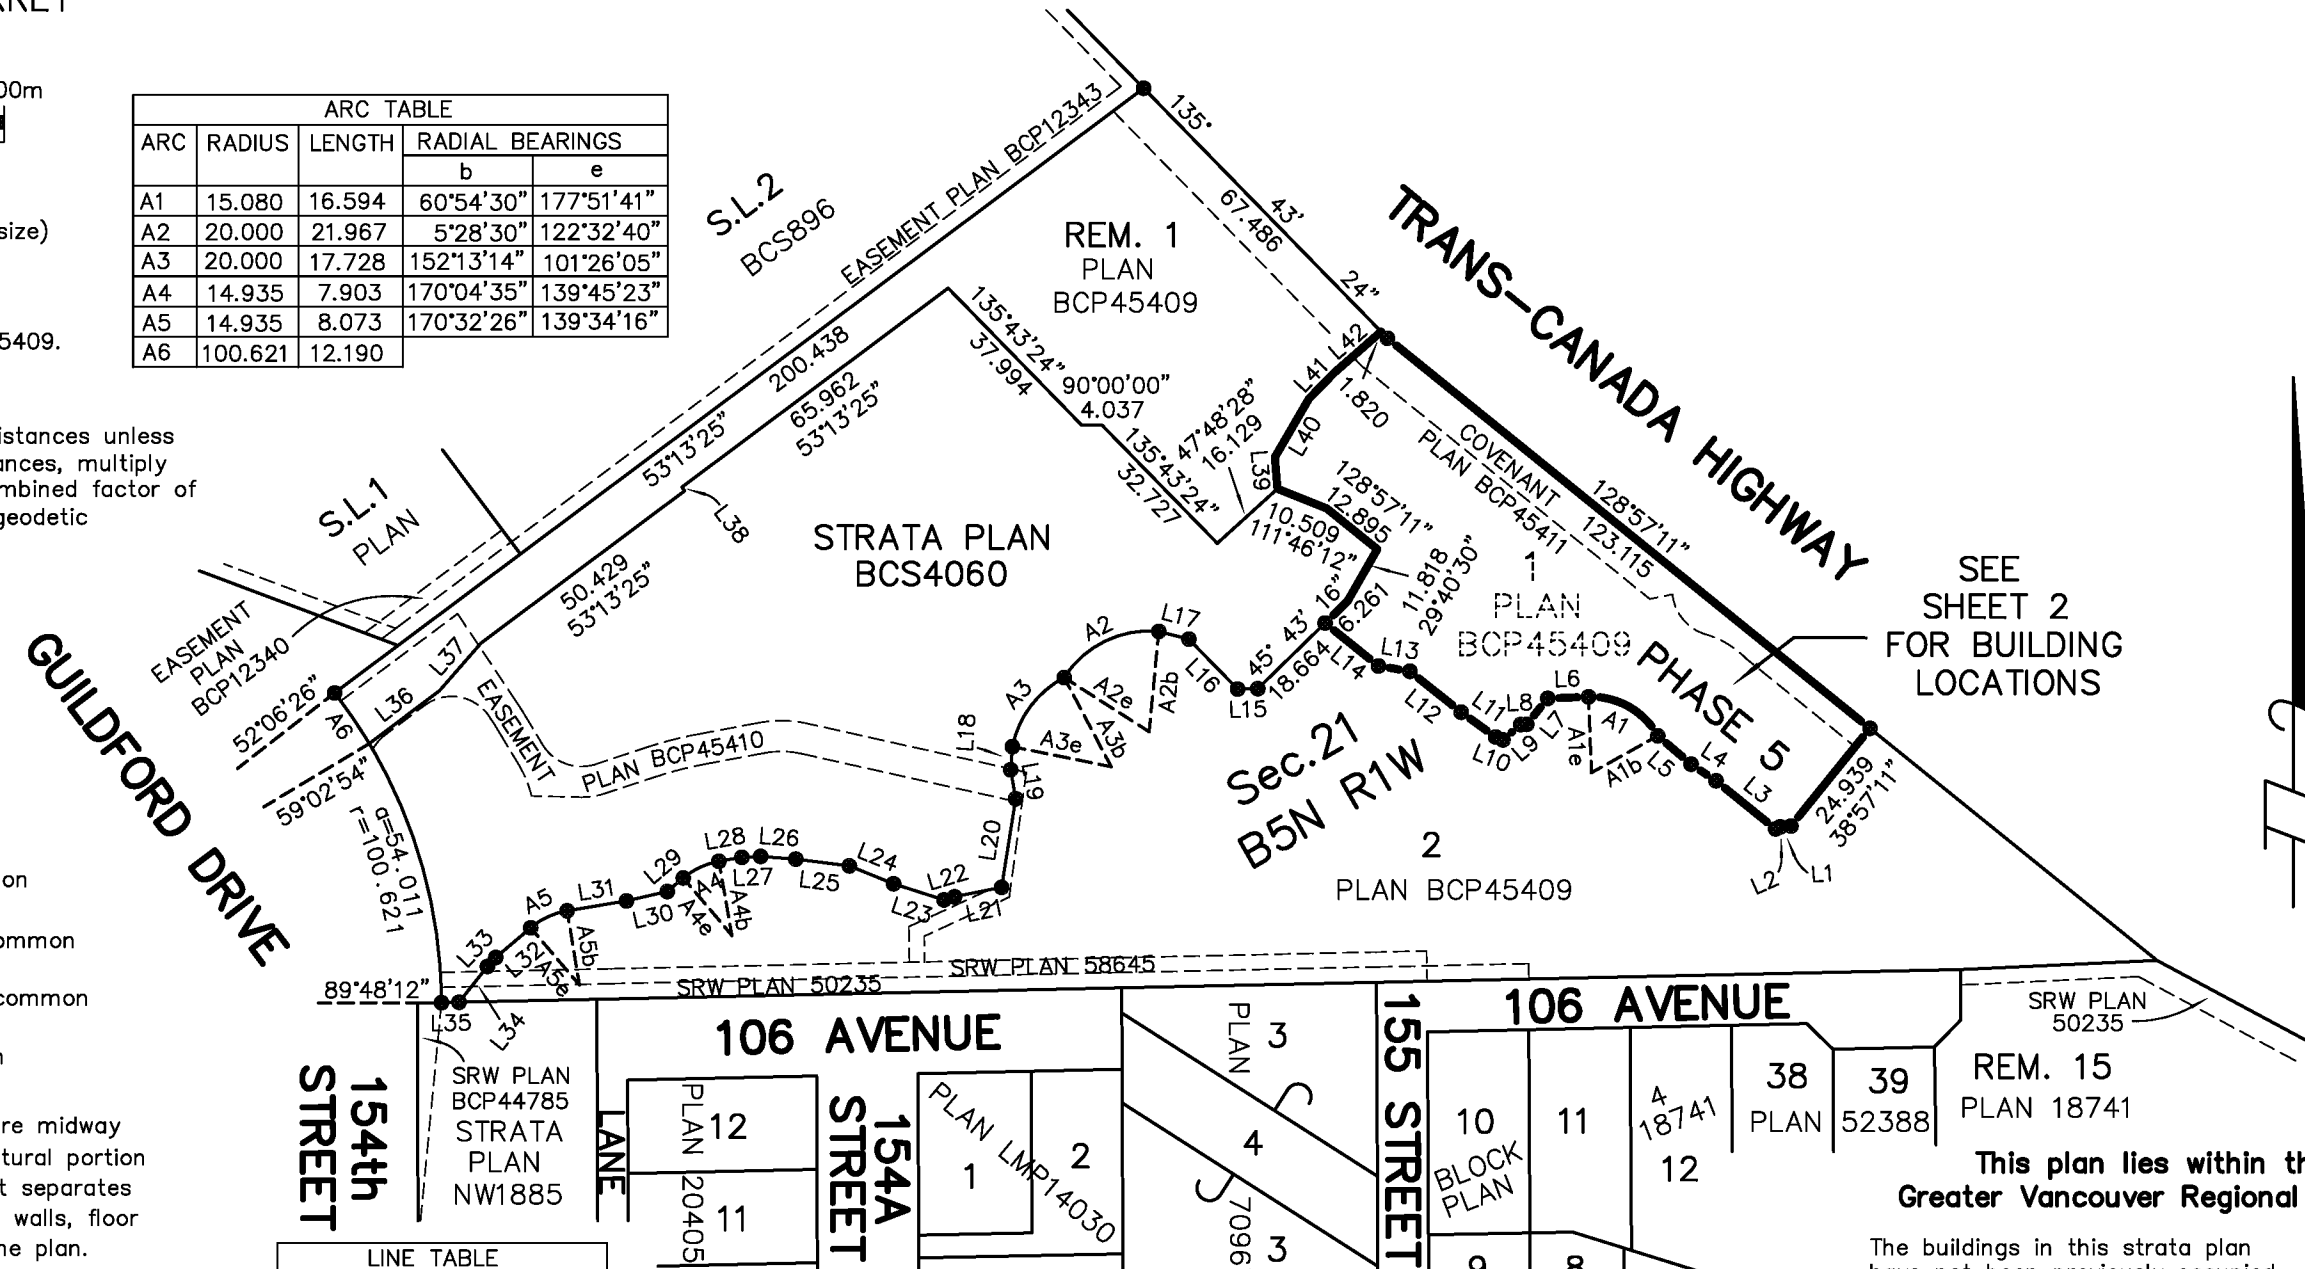 00m
ARC TABLE
ARC RADIUS LENGTH RADIAL BEARINGS
b e
A1 15.080 16.594 60°54'30" 177°51'41"
A2 20.000 21.967 5°28'30" 122°32'40"
A3 20.000 17.728 152°13'14" 101°26'05"
A4 14.935 7.903 170°04'35" 139°45'23"
A5 14.935 8.073 170°32'26" 139°34'16"
A6 100.621 12.190
size)
5409.
istances unless
ances, multiply
mbined factor of
geodetic
on
ommon
common
re midway
tural portion
t separates
walls, floor
ne plan.
S.L.2
BCS896
EASEMENT PLAN BCP12343
REM. 1
PLAN
BCP45409
135°
43'
24"
67.486
TRANS-CANADA HIGHWAY
200.438
53°13'25"
65.962
53°13'25"
135°43'24"
37.994
90°00'00"
4.037
135°43'24"
32.727
47°48'28"
16.129
L42
L41
L40
L39
1.820
COVENANT
PLAN BCP45411
128°57'11"
123.115
128°57'11"
12.895
10.509
111°46'12"
11.818
29°40'30"
6.261
45° 43' 16"
18.664
S.L.1
PLAN
L38
STRATA PLAN
BCS4060
50.429
53°13'25"
1
PLAN
BCP45409
PHASE 5
SEE
SHEET 2
FOR BUILDING
LOCATIONS
EASEMENT
PLAN
BCP12340
GUILDFORD DRIVE
52°06'26"
59°02'54"
A6
L36
L37
EASEMENT
PLAN BCP45410
a=54.011
r=100.621
A2
L17
L16
L15
A2e
A2b
A3
A3b
A3e
L18
L19
L20
L14
L13
L12
L11
L10
L9
L8
L7
L6
A1
A1e
A1b
L5
L4
L3
L2
L1
24.939
38°57'11"
Sec.21
B5N R1W
2
PLAN BCP45409
L28
L26
L27
L25
L24
L22
L23
L21
L29
A4
A4b
A4e
L30
L31
A5
A5b
A5e
L32
L33
L34
L35
89°48'12"
SRW PLAN 58645
SRW PLAN 50235
106 AVENUE
106 AVENUE
SRW PLAN
50235
154th
STREET
SRW PLAN
BCP44785
STRATA
PLAN
NW1885
LANE
PLAN
20405
12
11
154A
STREET
PLAN LMP14030
1
2
PLAN
7096
3
4
3
155 STREET
10
BLOCK
PLAN
11
4
18741
12
38
PLAN
39
52388
9
8
REM. 15
PLAN 18741
This plan lies within
Greater Vancouver Regional
The buildings in this strata plan
LINE TABLE